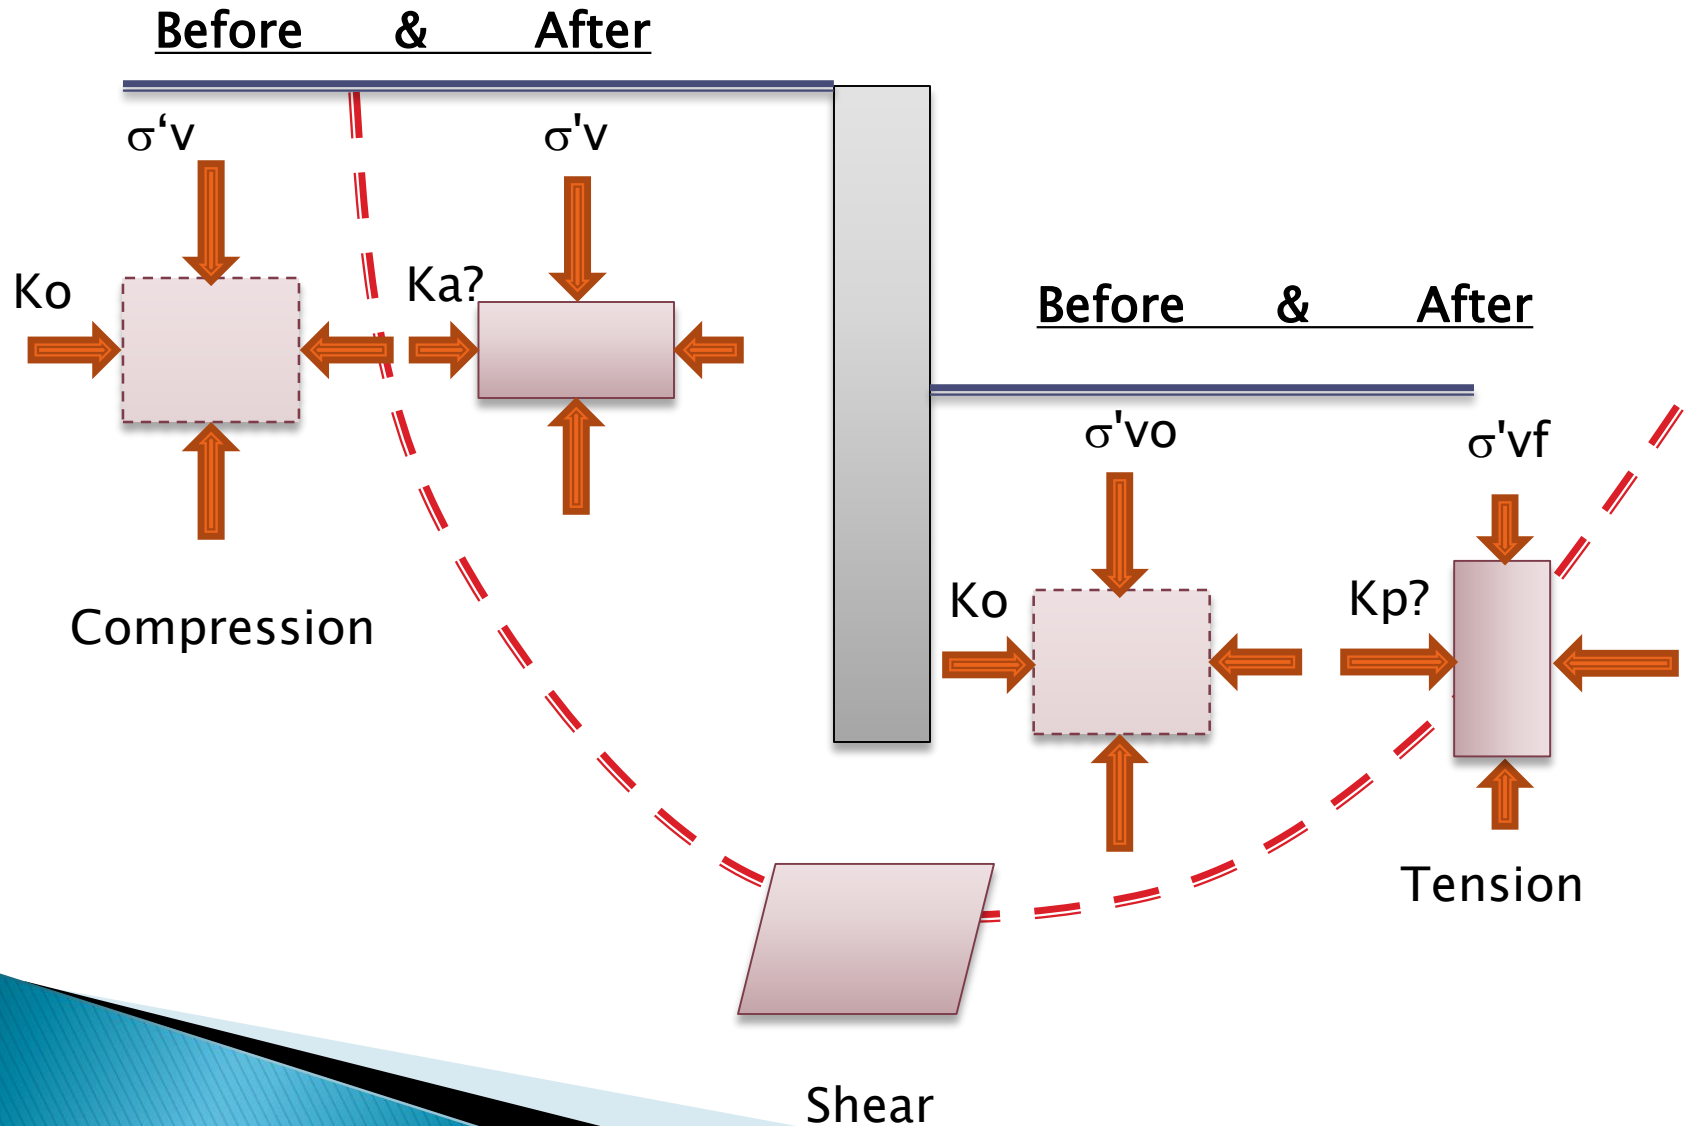 Before & After
σ‘v
σ'v
Ko
Ka?
Before & After
Compression
σ'vo
σ'vf
Ko
Kp?
Tension
Shear